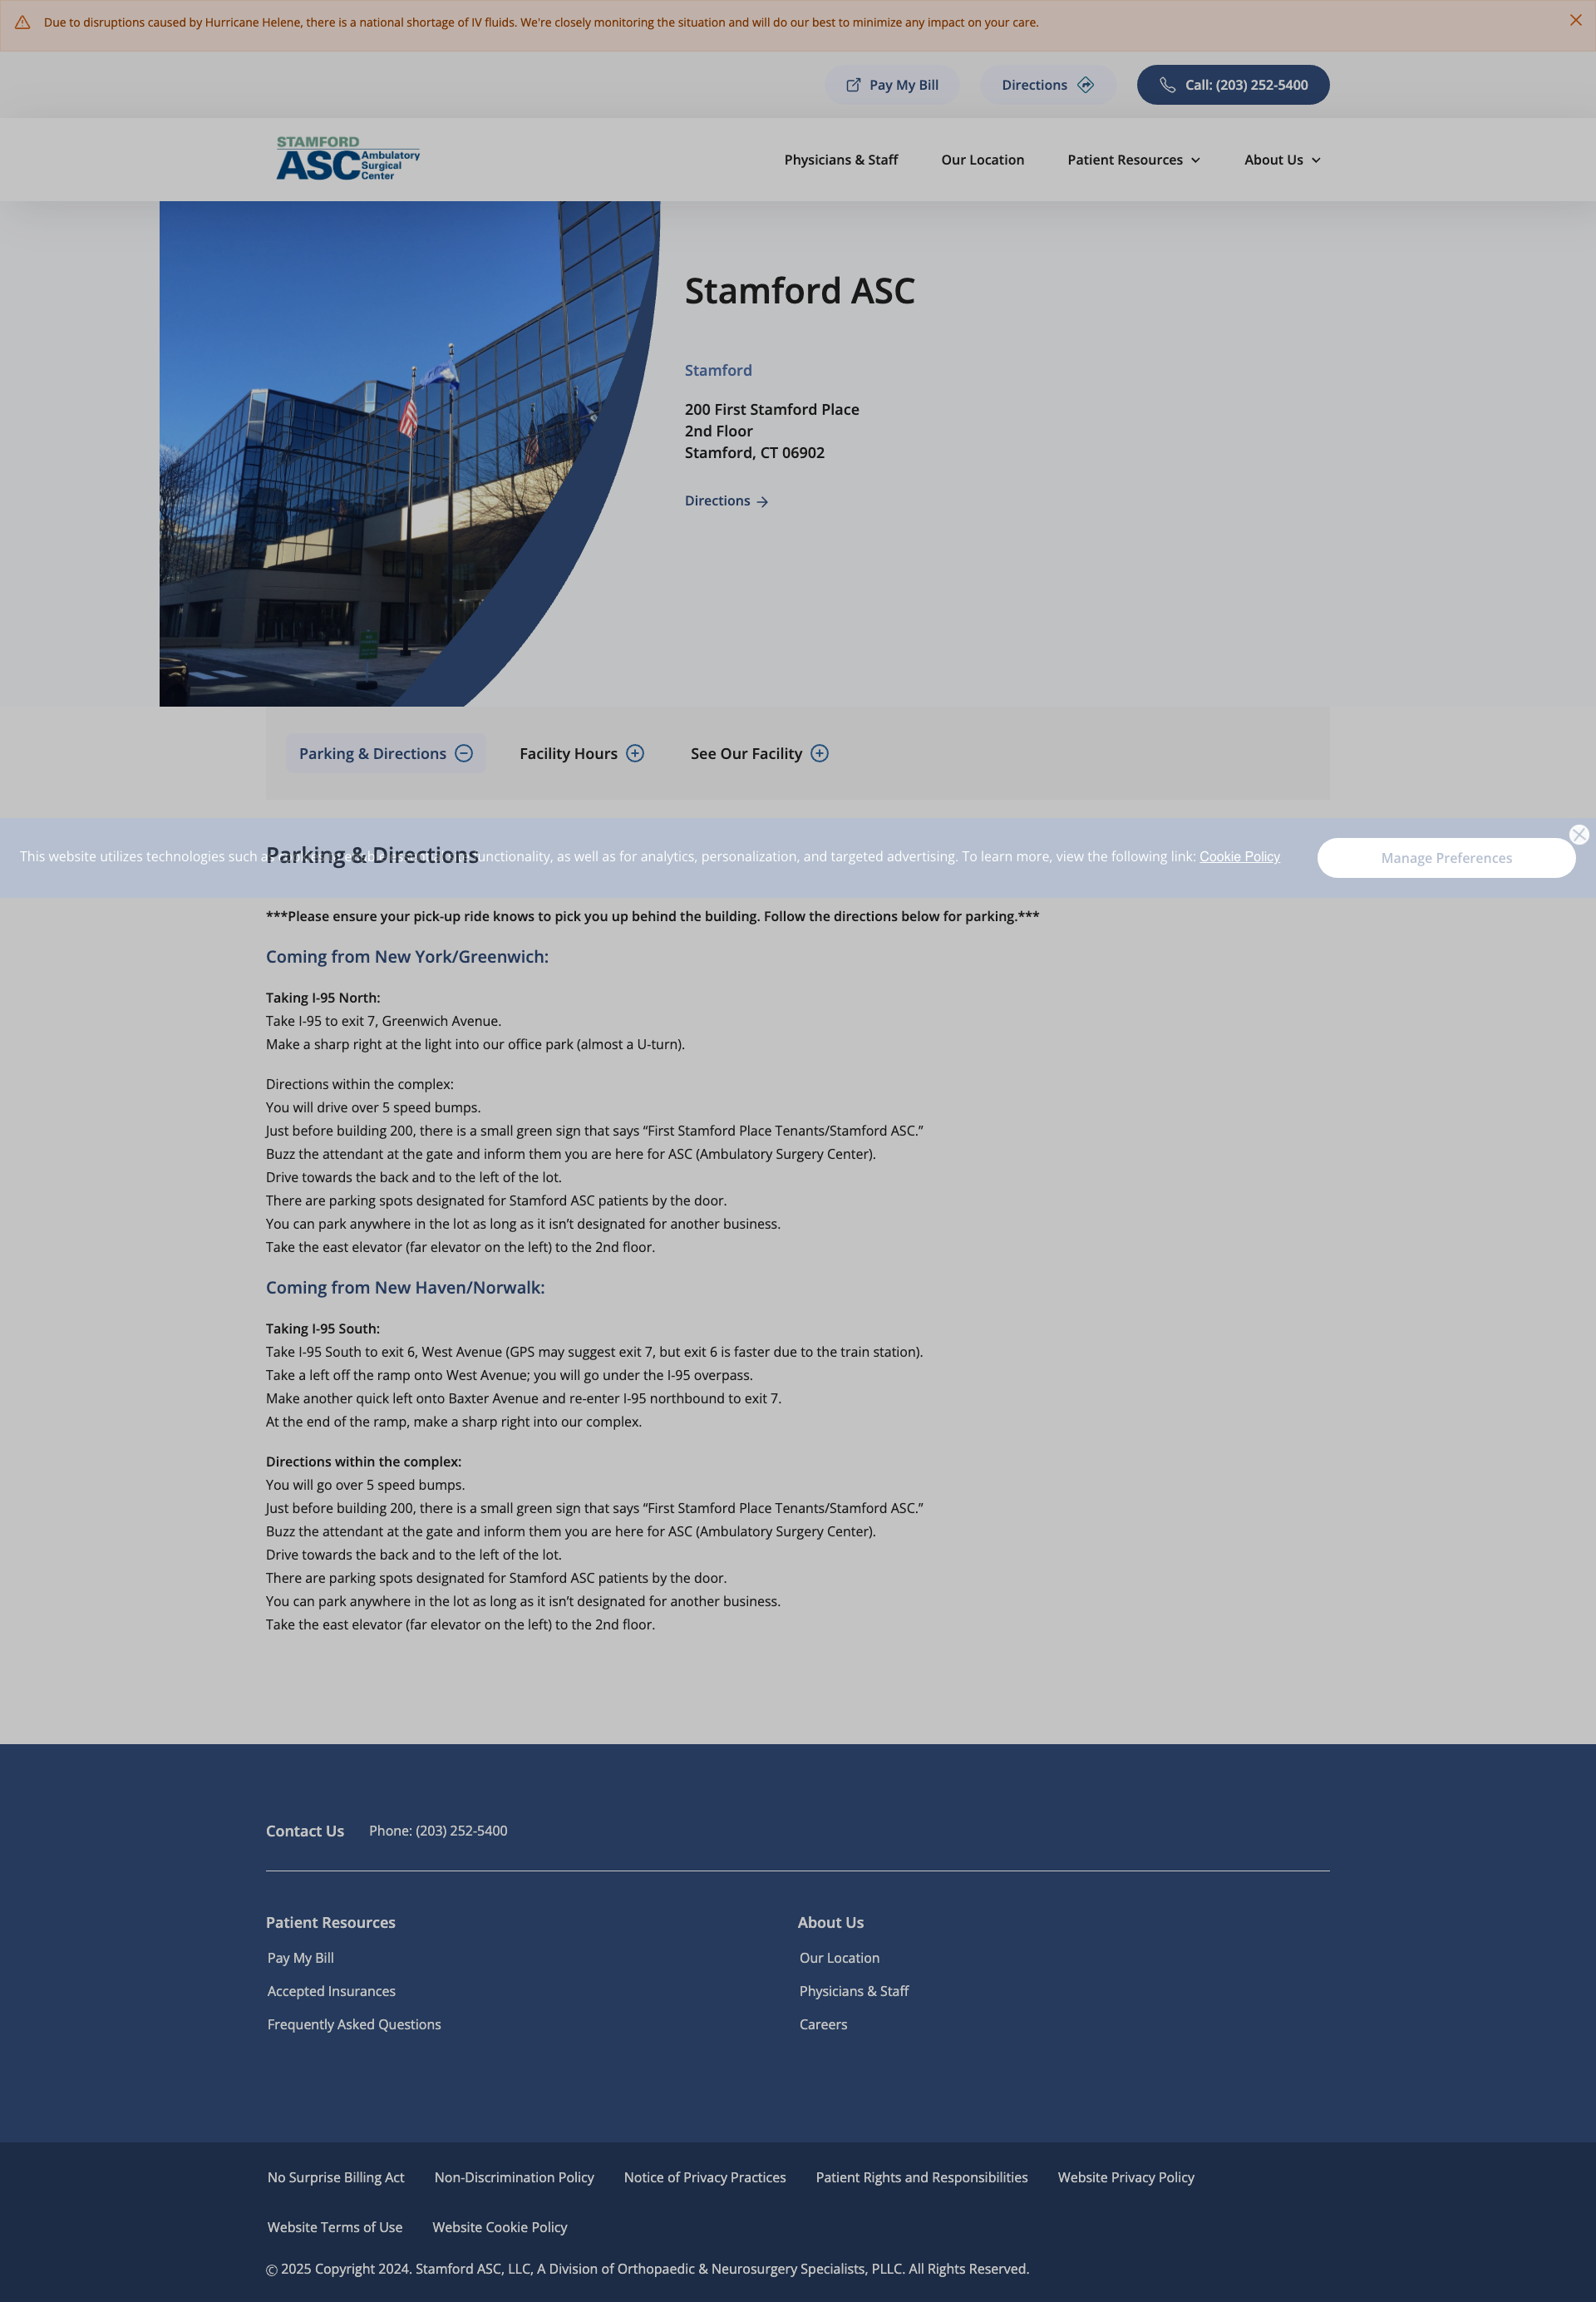 Due to disruptions caused by Hurricane Helene, there is a national shortage of IV fluids. We're closely monitoring the situation and will do our best to minimize any impact on your care.
Pay My Bill
Directions
Call: (203) 252-5400
STAMFORD
ASC Ambulatory
Surgical
Center
Physicians & Staff
Our Location
Patient Resources
About Us
Stamford ASC
Stamford
200 First Stamford Place
2nd Floor
Stamford, CT 06902
Directions
Parking & Directions
Facility Hours
See Our Facility
Parking & Directions
This website utilizes technologies such as functionality, as well as for analytics, personalization, and targeted advertising. To learn more, view the following link: Cookie Policy
Manage Preferences
***Please ensure your pick-up ride knows to pick you up behind the building. Follow the directions below for parking.***
Coming from New York/Greenwich:
Taking I-95 North:
Take I-95 to exit 7, Greenwich Avenue.
Make a sharp right at the light into our office park (almost a U-turn).
Directions within the complex:
You will drive over 5 speed bumps.
Just before building 200, there is a small green sign that says “First Stamford Place Tenants/Stamford ASC.”
Buzz the attendant at the gate and inform them you are here for ASC (Ambulatory Surgery Center).
Drive towards the back and to the left of the lot.
There are parking spots designated for Stamford ASC patients by the door.
You can park anywhere in the lot as long as it isn’t designated for another business.
Take the east elevator (far elevator on the left) to the 2nd floor.
Coming from New Haven/Norwalk:
Taking I-95 South:
Take I-95 South to exit 6, West Avenue (GPS may suggest exit 7, but exit 6 is faster due to the train station).
Take a left off the ramp onto West Avenue; you will go under the I-95 overpass.
Make another quick left onto Baxter Avenue and re-enter I-95 northbound to exit 7.
At the end of the ramp, make a sharp right into our complex.
Directions within the complex:
You will go over 5 speed bumps.
Just before building 200, there is a small green sign that says “First Stamford Place Tenants/Stamford ASC.”
Buzz the attendant at the gate and inform them you are here for ASC (Ambulatory Surgery Center).
Drive towards the back and to the left of the lot.
There are parking spots designated for Stamford ASC patients by the door.
You can park anywhere in the lot as long as it isn’t designated for another business.
Take the east elevator (far elevator on the left) to the 2nd floor.
Contact Us
Phone: (203) 252-5400
Patient Resources
Pay My Bill
Accepted Insurances
Frequently Asked Questions
About Us
Our Location
Physicians & Staff
Careers
No Surprise Billing Act
Non-Discrimination Policy
Notice of Privacy Practices
Patient Rights and Responsibilities
Website Privacy Policy
Website Terms of Use
Website Cookie Policy
© 2025 Copyright 2024. Stamford ASC, LLC, A Division of Orthopaedic & Neurosurgery Specialists, PLLC. All Rights Reserved.